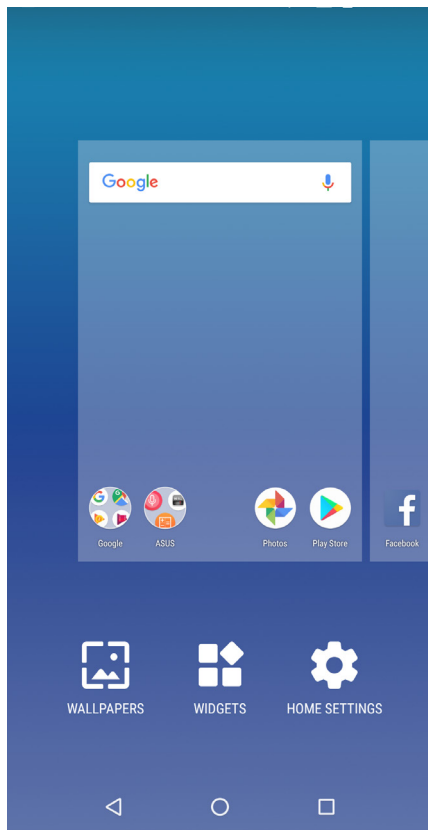 Google
Google
ASUS
Photos
Play Store
Facebook
WALLPAPERS
WIDGETS
HOME SETTINGS